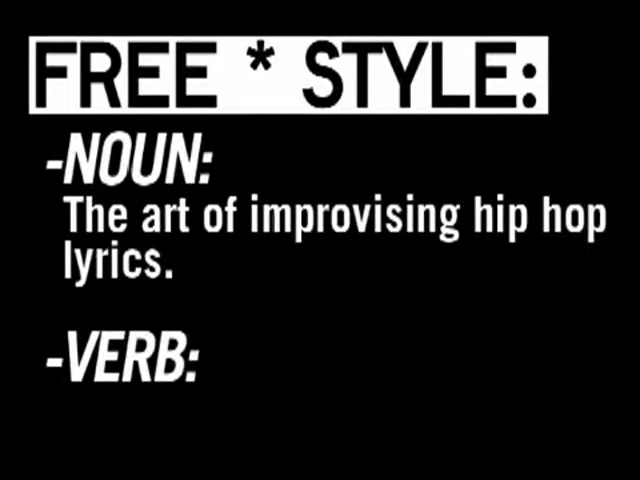 FREE * STYLE:
-NOUN:
The art of improvising hip hop
lyrics.
-VERB: